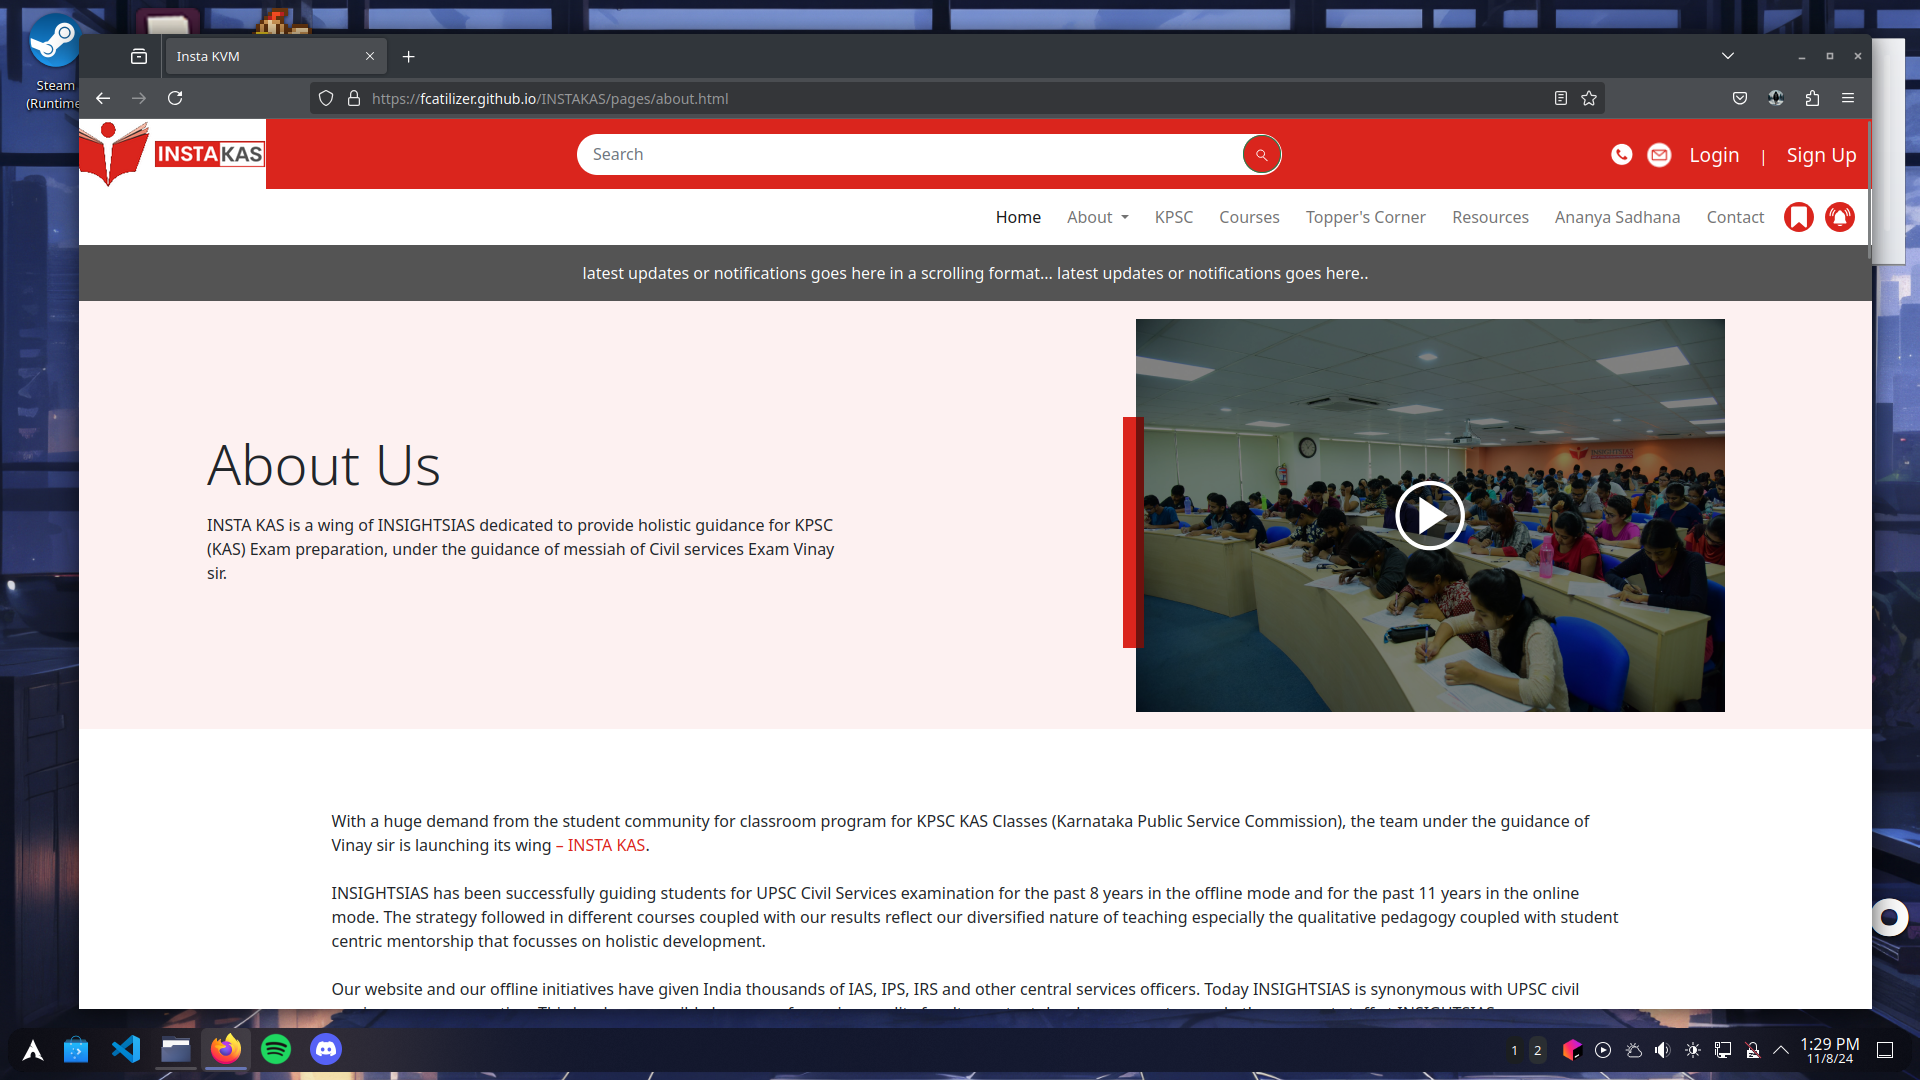 Steam
(Runtime
Insta KVM
https://fcatilizer.github.io/INSTAKAS/pages/about.html
INSTAKAS
Search
Login | Sign Up
Home About KPSC Courses Topper's Corner Resources Ananya Sadhana Contact
latest updates or notifications goes here in a scrolling format... latest updates or notifications goes here..
About Us
INSTA KAS is a wing of INSIGHTSIAS dedicated to provide holistic guidance for KPSC
(KAS) Exam preparation, under the guidance of messiah of Civil services Exam Vinay
sir.
With a huge demand from the student community for classroom program for KPSC KAS Classes (Karnataka Public Service Commission), the team under the guidance of
Vinay sir is launching its wing – INSTA KAS.
INSIGHTSIAS has been successfully guiding students for UPSC Civil Services examination for the past 8 years in the offline mode and for the past 11 years in the online
mode. The strategy followed in different courses coupled with our results reflect our diversified nature of teaching especially the qualitative pedagogy coupled with student
centric mentorship that focusses on holistic development.
Our website and our offline initiatives have given India thousands of IAS, IPS, IRS and other central services officers. Today INSIGHTSIAS is synonymous with UPSC civil
1 2
1:29 PM
11/8/24